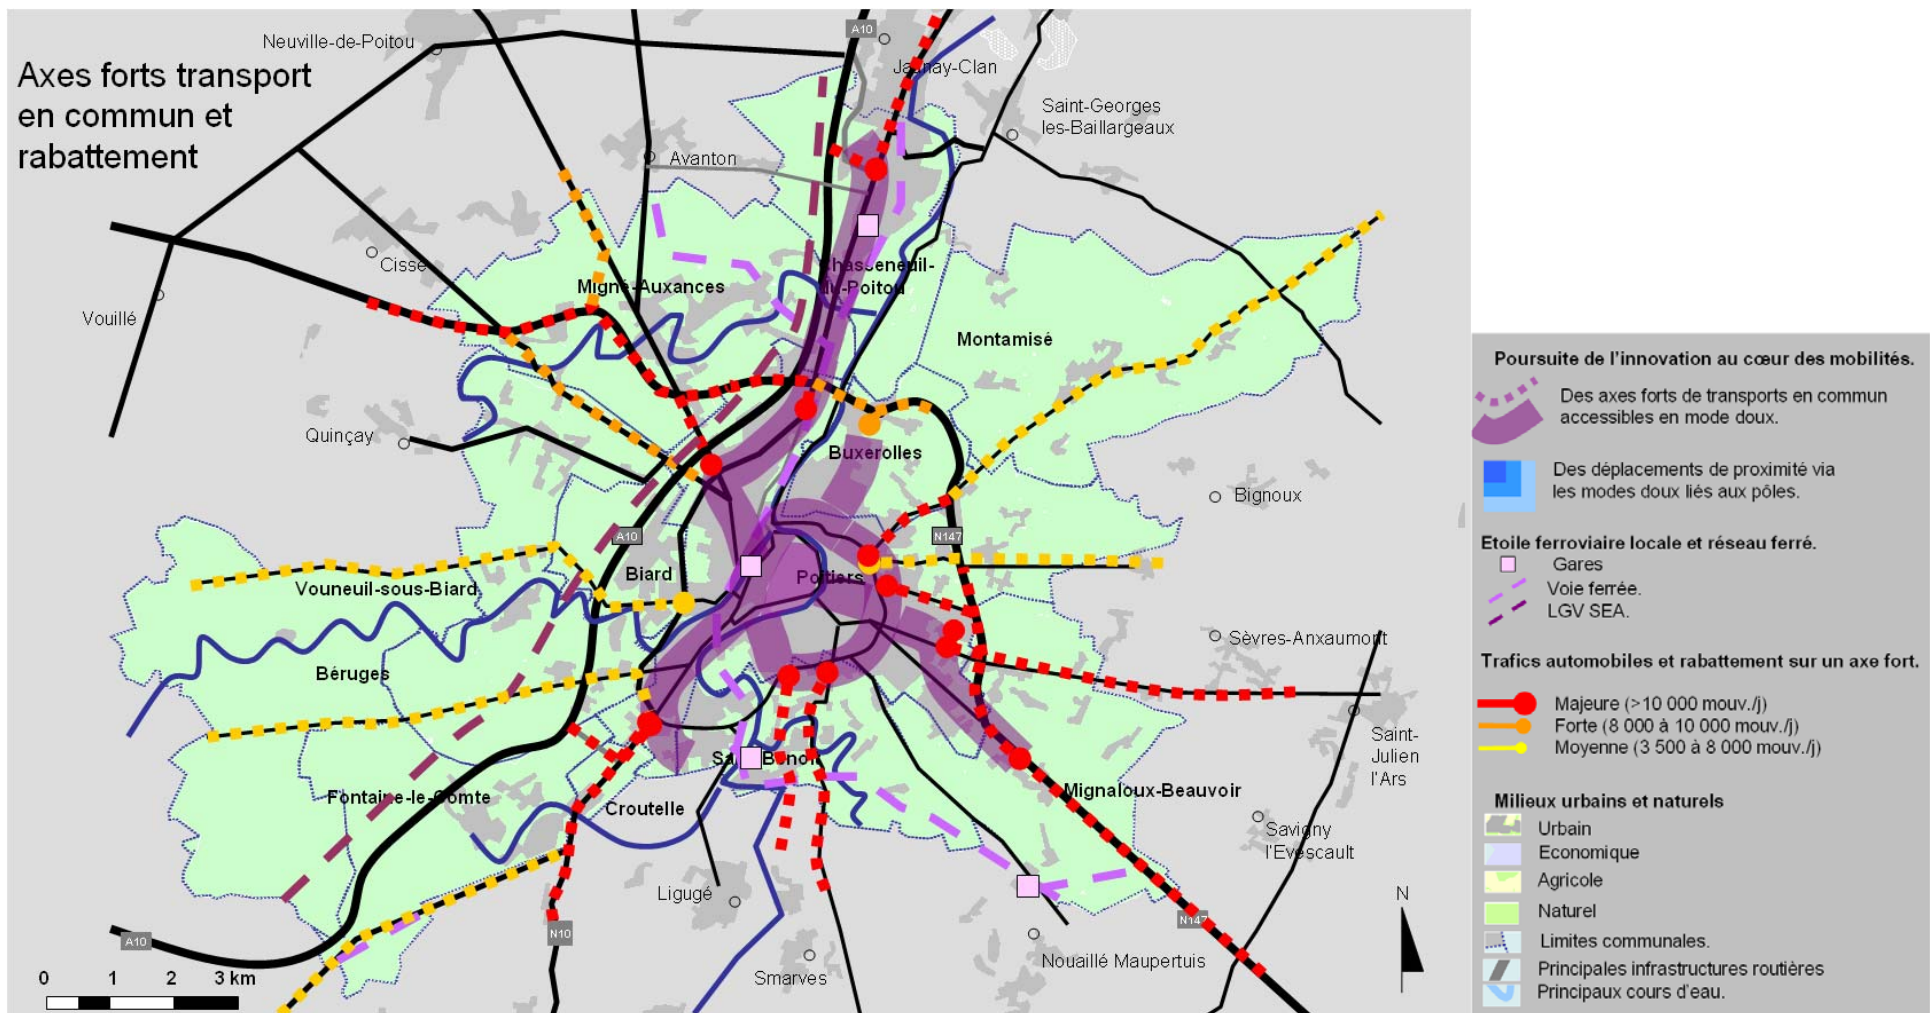 Axes forts transport
en commun et
rabattement
Neuville-de-Poitou
A10
Jaunay-Clan
Saint-Georges
les-Baillargeaux
Avanton
Cissé
Vouillé
Migné-Auxances
Chasseneuil-
du-Poitou
Montamisé
Quinçay
Buxerolles
Bignoux
A10
N147
Biard
Poitiers
Vouneuil-sous-Biard
Sèvres-Anxaumont
Béruges
Saint-
Julien
l'Ars
Saint Benoit
Fontaine-le-Comte
Croutelle
Mignaloux-Beauvoir
Savigny
l'Evescault
Ligugé
N147
N10
A10
Nouaillé Maupertuis
Smarves
N
0 1 2 3 km
Poursuite de l'innovation au cœur des mobilités.
Des axes forts de transports en commun
accessibles en mode doux.
Des déplacements de proximité via
les modes doux liés aux pôles.
Etoile ferroviaire locale et réseau ferré.
Gares
Voie ferrée.
LGV SEA.
Trafics automobiles et rabattement sur un axe fort.
Majeure (>10 000 mouv./j)
Forte (8 000 à 10 000 mouv./j)
Moyenne (3 500 à 8 000 mouv./j)
Milieux urbains et naturels
Urbain
Economique
Agricole
Naturel
Limites communales.
Principales infrastructures routières
Principaux cours d'eau.